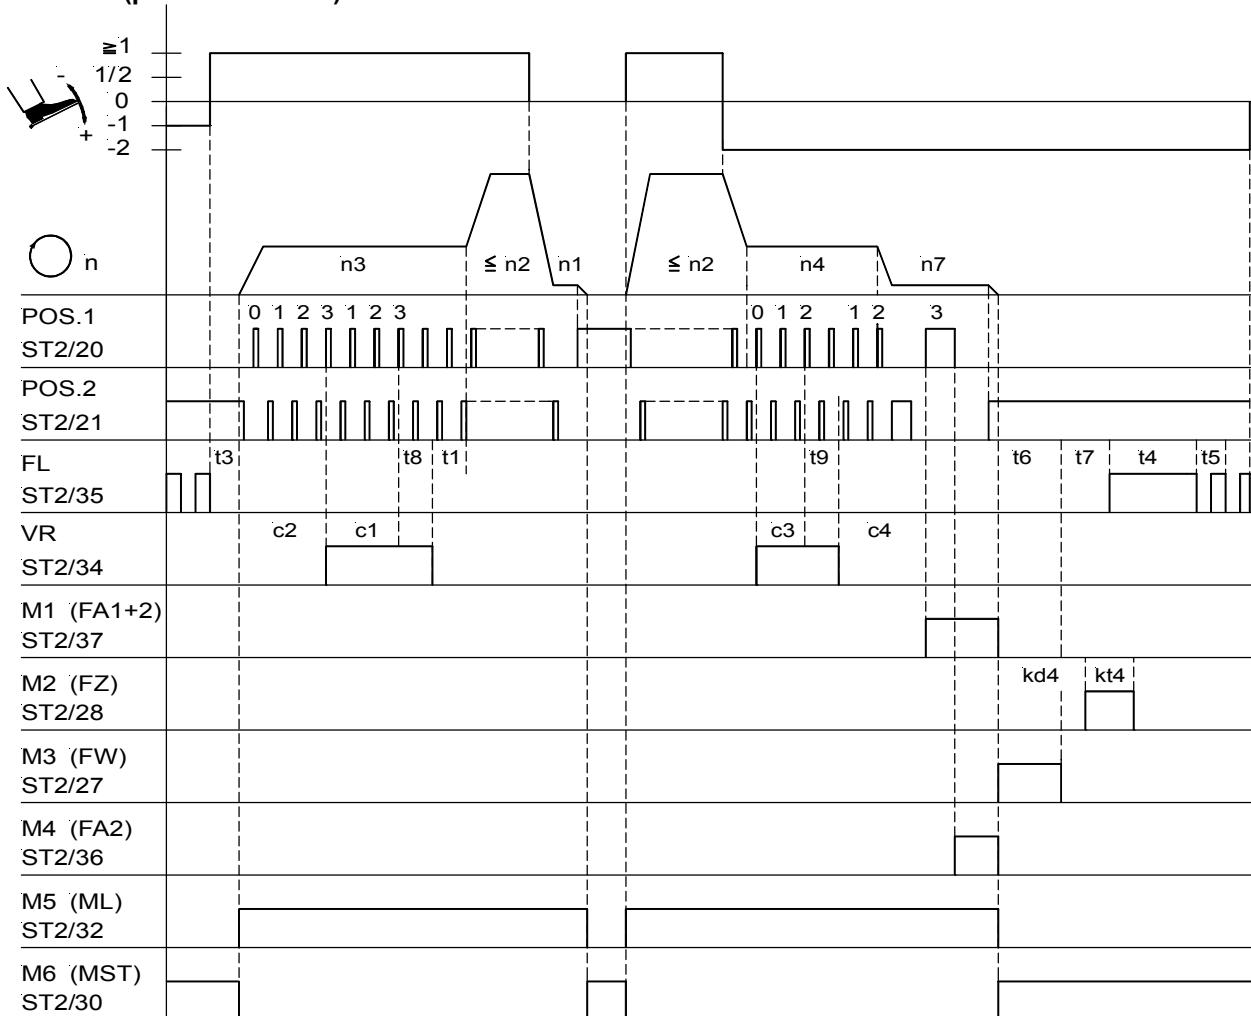 ≧1
- 1/2
0
-1
+ -2
n n3 ≦ n2 n1 ≦ n2 n4 n7
POS.1 0 1 2 3 1 2 3 0 1 2 1 2 3
ST2/20
POS.2
ST2/21
FL t3 t8 t1 t9 t6 t7 t4 t5
ST2/35
VR c2 c1 c3 c4
ST2/34
M1 (FA1+2)
ST2/37
M2 (FZ) kd4 kt4
ST2/28
M3 (FW)
ST2/27
M4 (FA2)
ST2/36
M5 (ML)
ST2/32
M6 (MST)
ST2/30